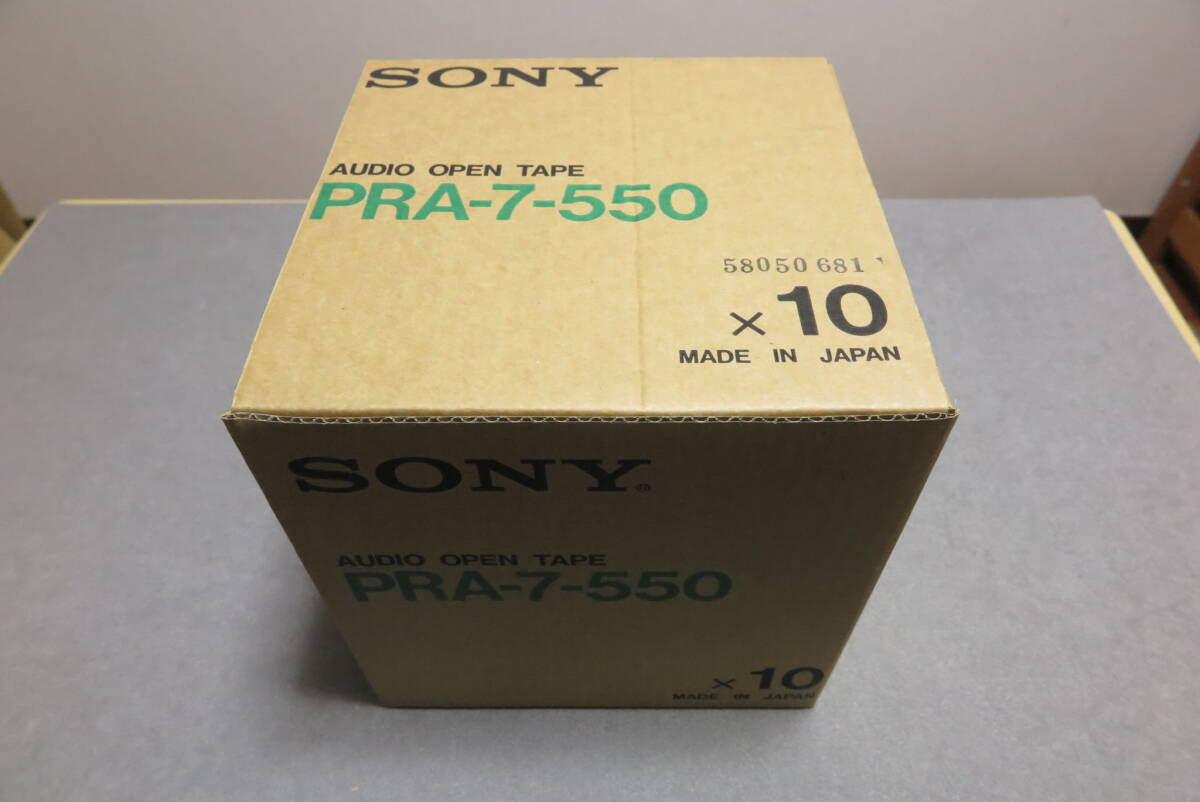 SONY
AUDIO OPEN TAPE
PRA-7-550
58050 681
×10
MADE IN JAPAN
SONY®
AUDIO OPEN TAPE
PRA-7-550
×10
MADE IN JAPAN